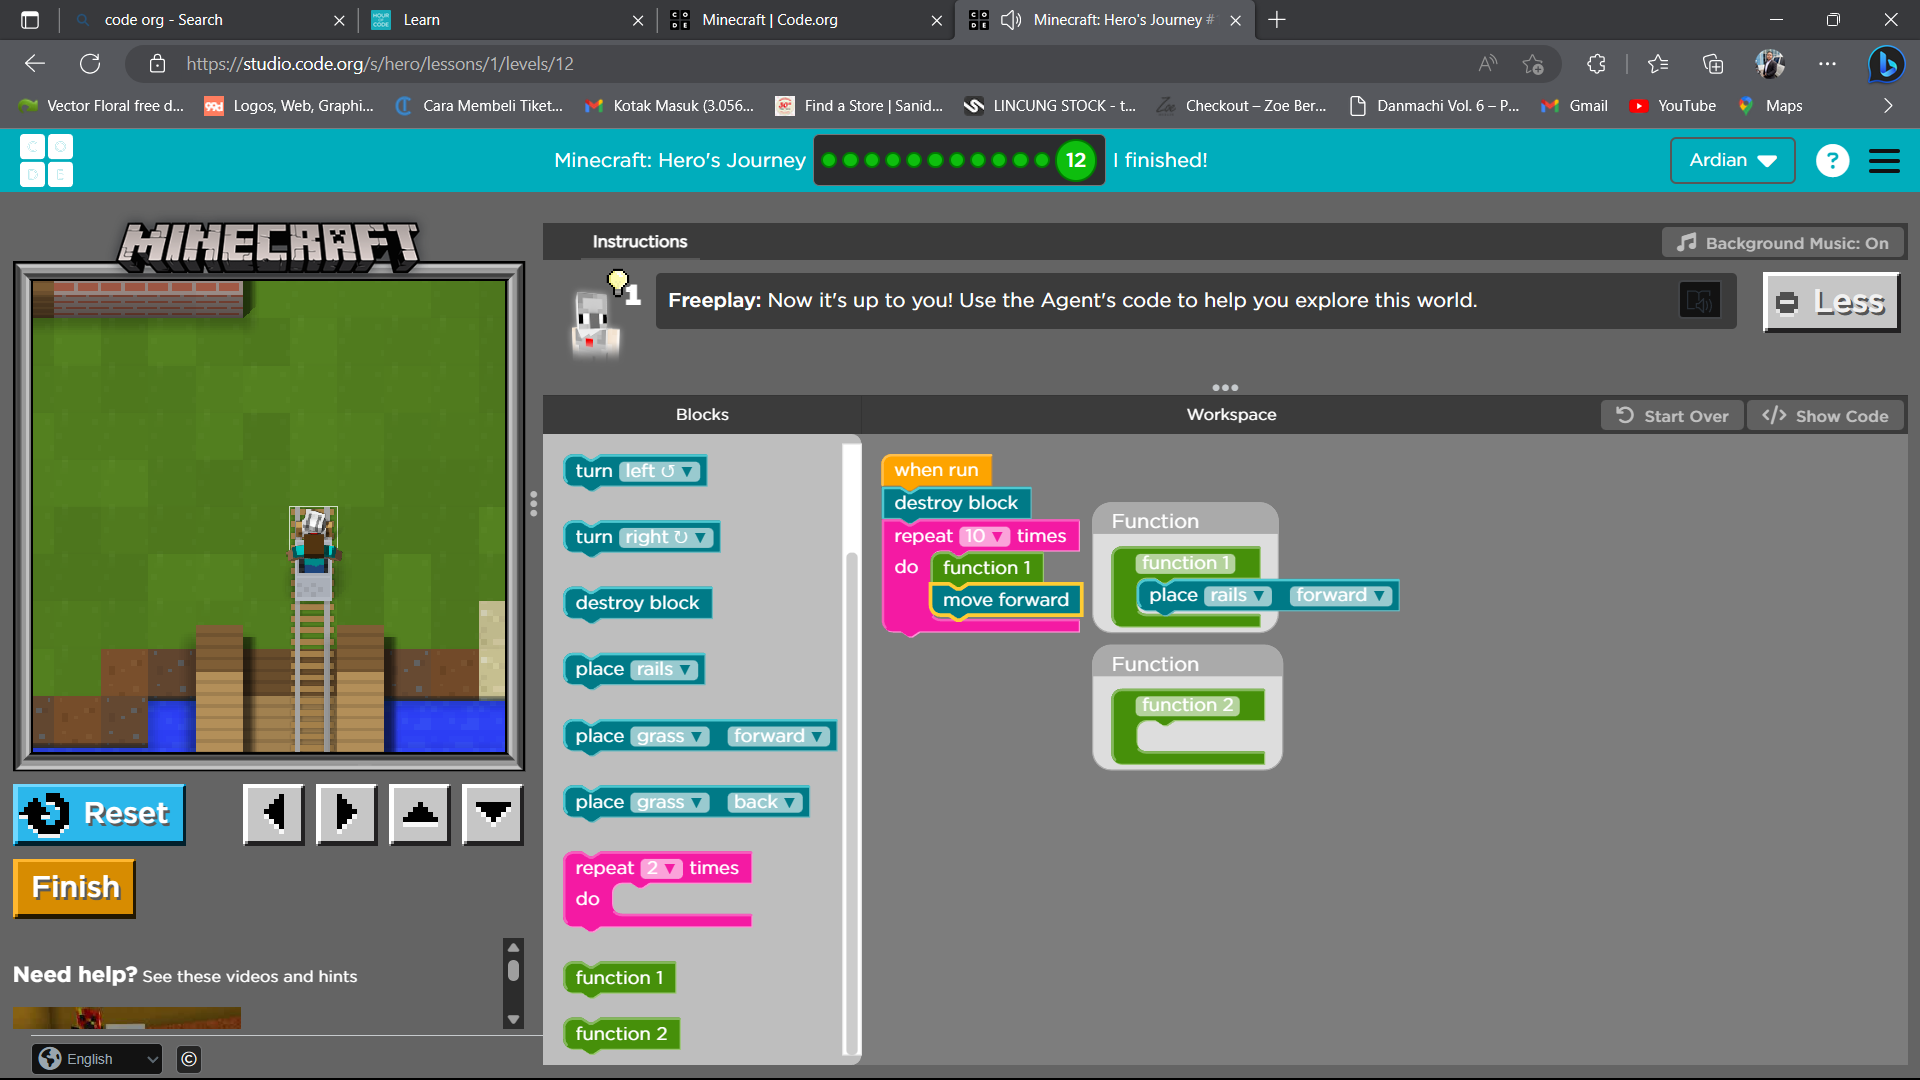 code org - Search
Learn
Minecraft | Code.org
Minecraft: Hero's Journey #
https://studio.code.org/s/hero/lessons/1/levels/12
Vector Floral free d...
Logos, Web, Graphi...
Cara Membeli Tiket...
Kotak Masuk (3.056...
Find a Store | Sanid...
LINCUNG STOCK - t...
Checkout – Zoe Ber...
Danmachi Vol. 6 – P...
Gmail
YouTube
Maps
CODE
Minecraft: Hero's Journey
12
I finished!
Ardian
?
MINECRAFT
Instructions
Background Music: On
1
Freeplay: Now it's up to you! Use the Agent's code to help you explore this world.
Less
Blocks
Workspace
Start Over
Show Code
turn left
turn right
destroy block
place rails
place grass forward
place grass back
repeat 2 times
do
function 1
function 2
when run
destroy block
repeat 10 times
do
function 1
move forward
Function
function 1
place rails forward
Function
function 2
Reset
Finish
Need help? See these videos and hints
English
©